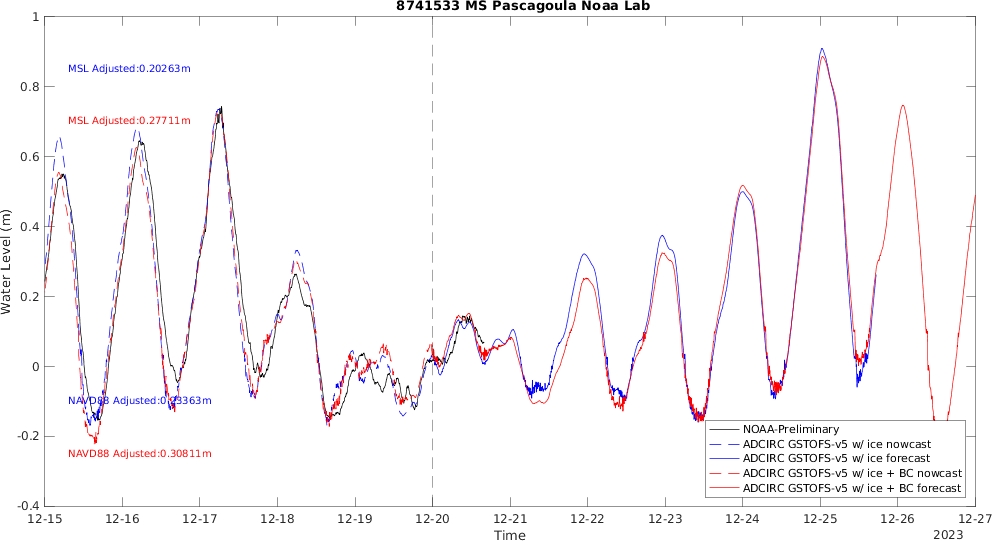 8741533 MS Pascagoula Noaa Lab
1
0.8
0.6
0.4
0.2
0
-0.2
-0.4
Water Level (m)
MSL Adjusted:0.20263m
MSL Adjusted:0.27711m
NAVD88 Adjusted:0.23363m
NAVD88 Adjusted:0.30811m
NOAA-Preliminary
ADCIRC GSTOFS-v5 w/ ice nowcast
ADCIRC GSTOFS-v5 w/ ice forecast
ADCIRC GSTOFS-v5 w/ ice + BC nowcast
ADCIRC GSTOFS-v5 w/ ice + BC forecast
12-15 12-16 12-17 12-18 12-19 12-20 12-21 12-22 12-23 12-24 12-25 12-26 12-27
Time
2023